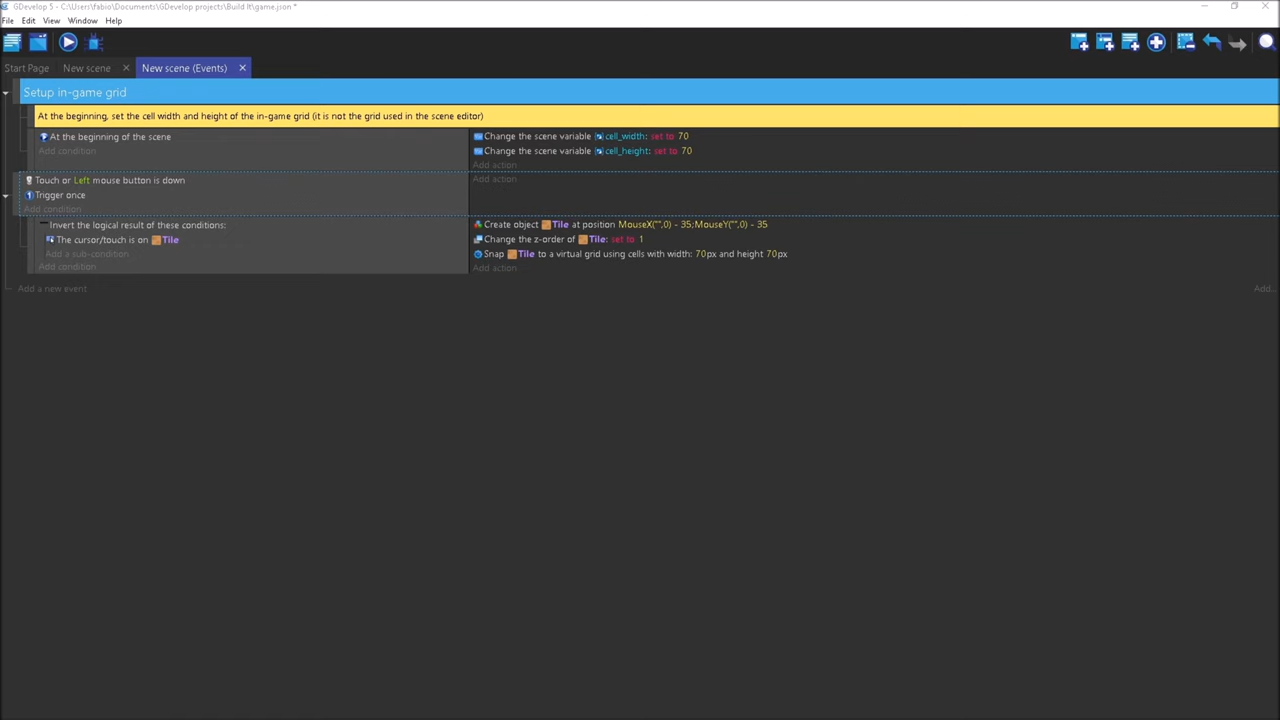 GDevelop 5 - C:\Users\fabio\Documents\GDevelop projects\Build It\game.json *
File Edit View Window Help
Start Page New scene New scene (Events)
Setup in-game grid
At the beginning, set the cell width and height of the in-game grid (it is not the grid used in the scene editor)
At the beginning of the scene
Add condition
Change the scene variable cell_width: set to 70
Change the scene variable cell_height: set to 70
Add action
Touch or Left mouse button is down
Trigger once
Add condition
Add action
Invert the logical result of these conditions:
The cursor/touch is on Tile
Add a sub-condition
Add condition
Create object Tile at position MouseX("",0) - 35;MouseY("",0) - 35
Change the z-order of Tile: set to 1
Snap Tile to a virtual grid using cells with width: 70px and height 70px
Add action
Add a new event
Add...